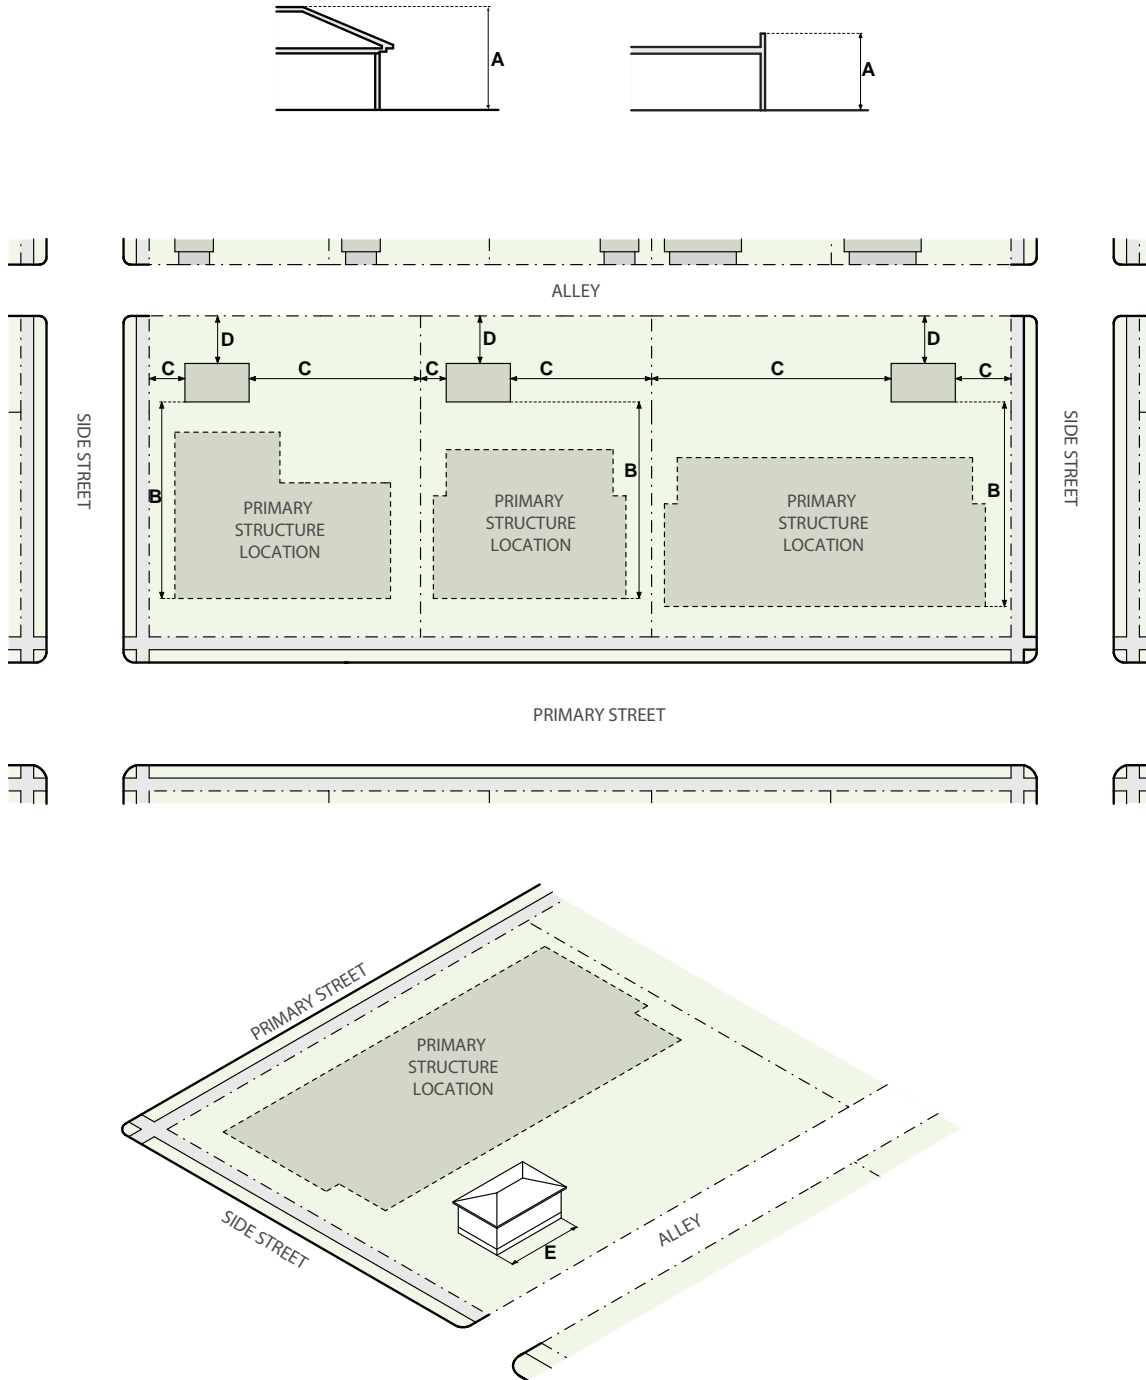 A
A
ALLEY
D
D
D
C
C
C
C
C
C
SIDE STREET
SIDE STREET
B
B
B
PRIMARY
STRUCTURE
LOCATION
PRIMARY
STRUCTURE
LOCATION
PRIMARY
STRUCTURE
LOCATION
PRIMARY STREET
PRIMARY STREET
PRIMARY
STRUCTURE
LOCATION
SIDE STREET
E
ALLEY